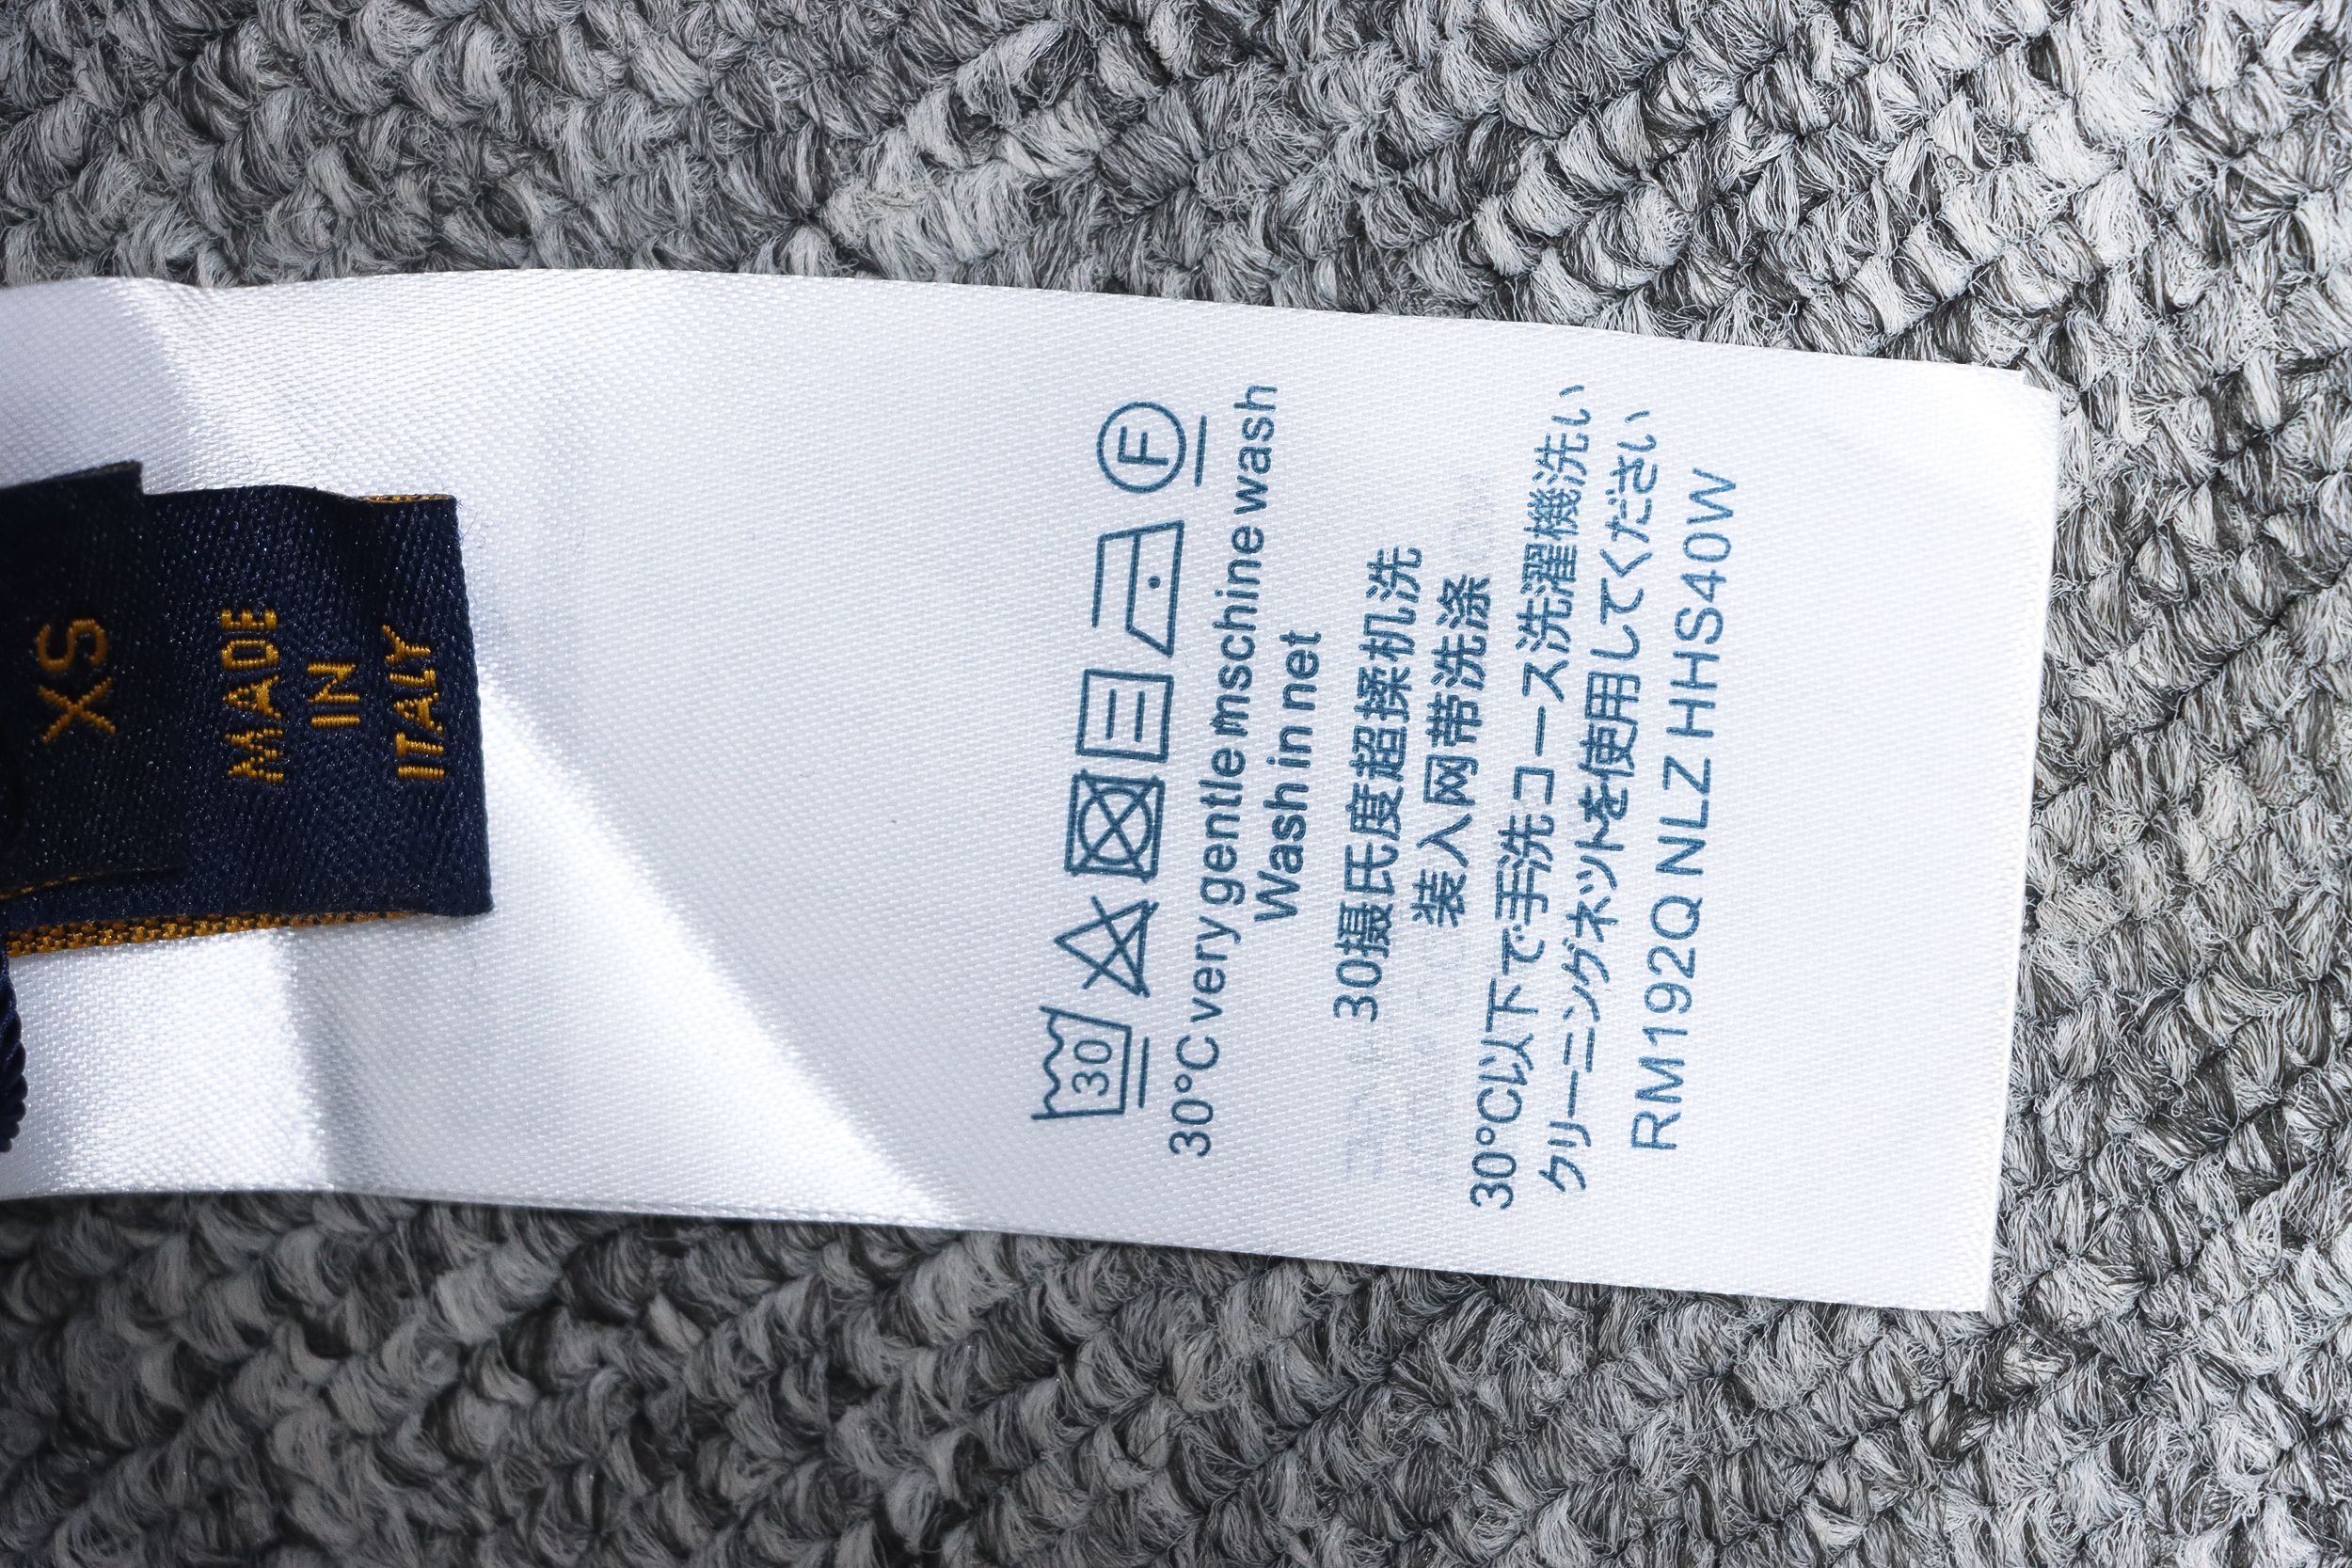 XS
MADE
IN
ITALY
30
F
30°C very gentle mschine wash
Wash in net
30摄氏度超揉机洗
装入网带洗涤
30°C以下で手洗コース洗濯機洗い
クリーニングネットを使用してください
RM192Q NLZ HHS40W